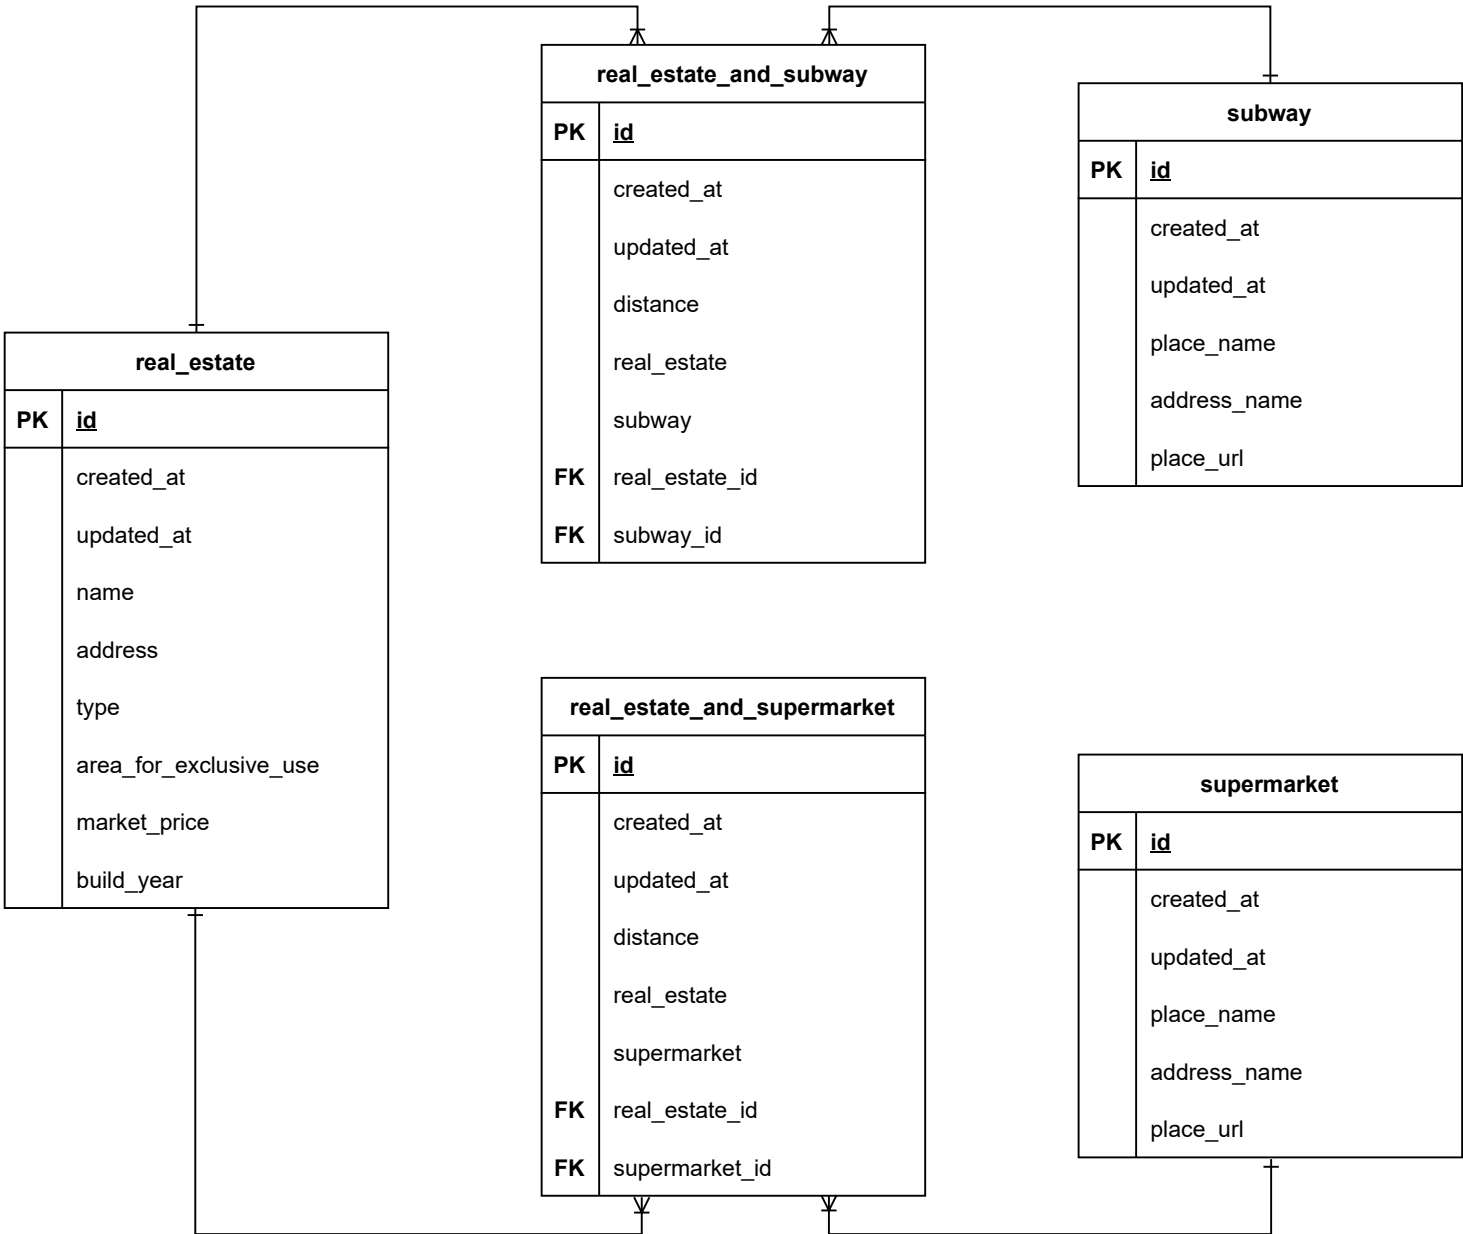 real_estate_and_subway
PK id
created_at
updated_at
distance
real_estate
subway
FK real_estate_id
FK subway_id
subway
PK id
created_at
updated_at
place_name
address_name
place_url
real_estate
PK id
created_at
updated_at
name
address
type
area_for_exclusive_use
market_price
build_year
real_estate_and_supermarket
PK id
created_at
updated_at
distance
real_estate
supermarket
FK real_estate_id
FK supermarket_id
supermarket
PK id
created_at
updated_at
place_name
address_name
place_url